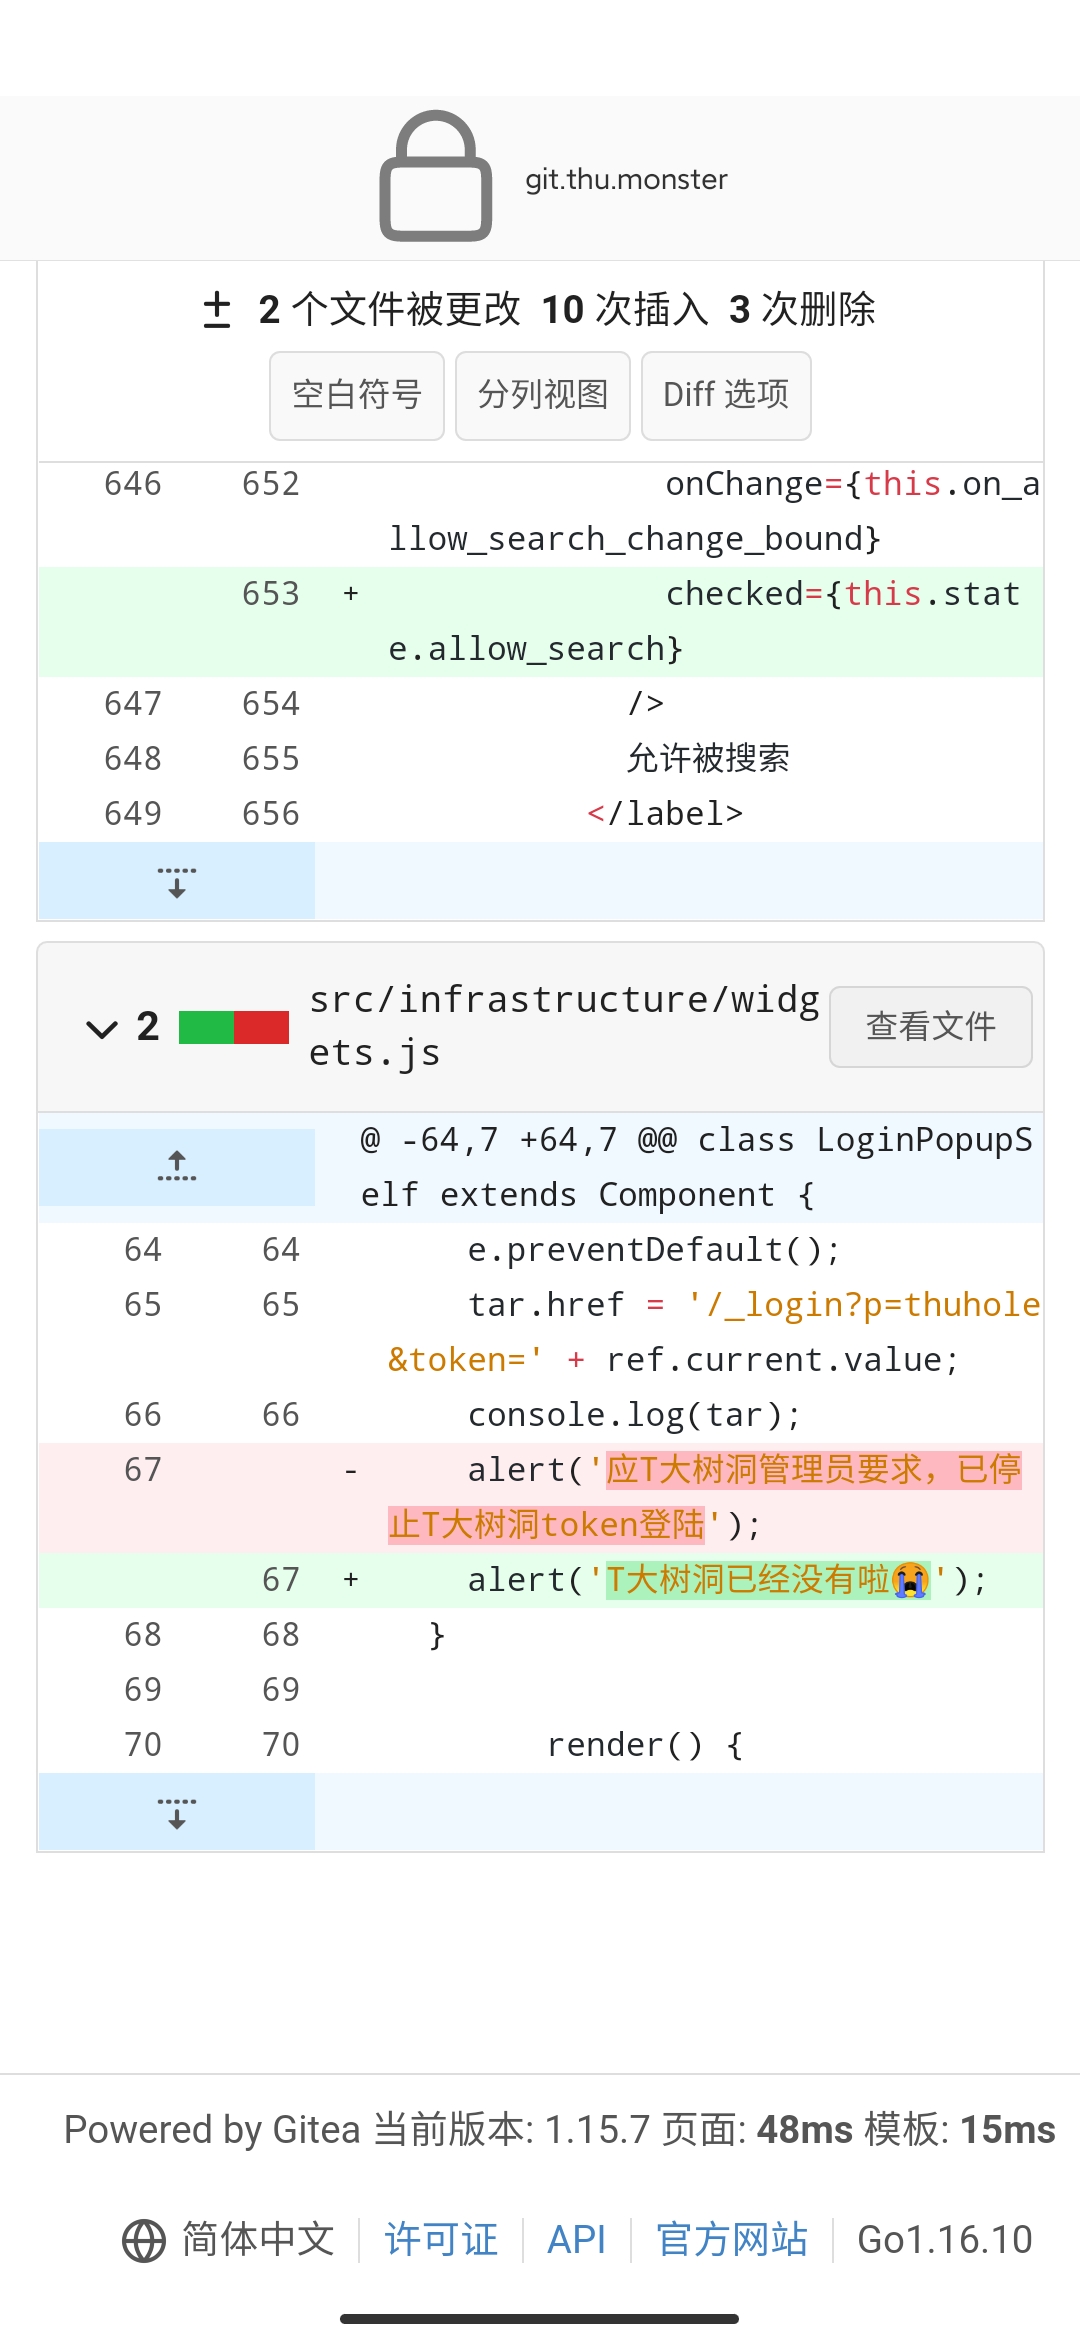 git.thu.monster
2 个文件被更改 10 次插入 3 次删除
空白符号 分列视图 Diff 选项
646 652 onChange={this.on_a
llow_search_change_bound}
653 + checked={this.stat
e.allow_search}
647 654 />
648 655 允许被搜索
649 656 </label>
2 src/infrastructure/widg
ets.js
查看文件
@ -64,7 +64,7 @@ class LoginPopupS
elf extends Component {
64 64 e.preventDefault();
65 65 tar.href = '/_login?p=thuhole
&token=' + ref.current.value;
66 66 console.log(tar);
67 - alert('应T大树洞管理员要求，已停
止T大树洞token登陆');
67 + alert('T大树洞已经没有啦😭');
68 68 }
69 69
70 70 render() {
Powered by Gitea 当前版本: 1.15.7 页面: 48ms 模板: 15ms
简体中文 许可证 API 官方网站 Go1.16.10